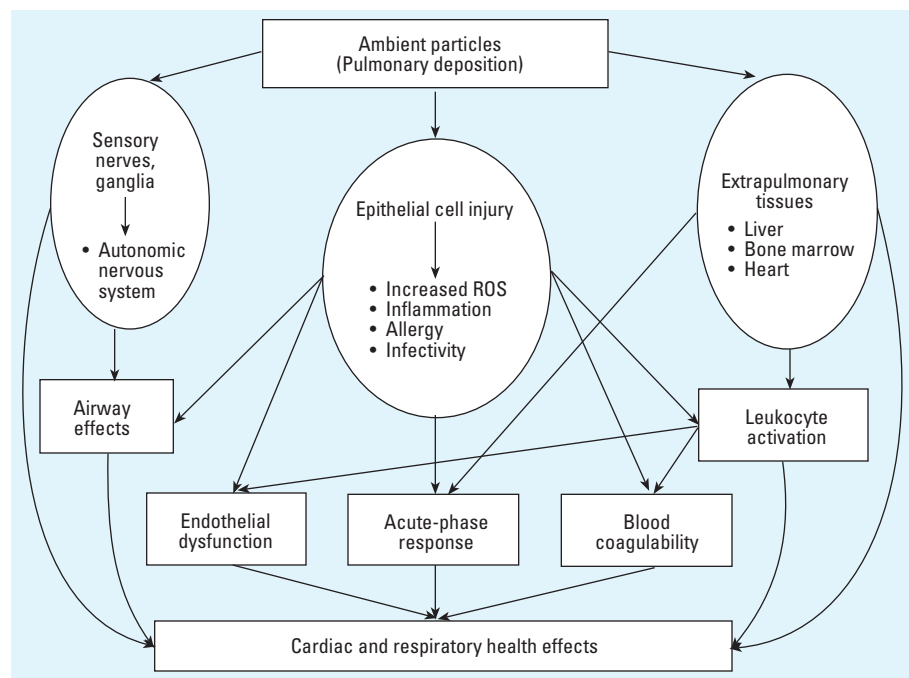 Ambient particles
(Pulmonary deposition)
Sensory
nerves,
ganglia
• Autonomic
nervous
system
Epithelial cell injury
• Increased ROS
• Inflammation
• Allergy
• Infectivity
Extrapulmonary
tissues
• Liver
• Bone marrow
• Heart
Airway
effects
Leukocyte
activation
Endothelial
dysfunction
Acute-phase
response
Blood
coagulability
Cardiac and respiratory health effects